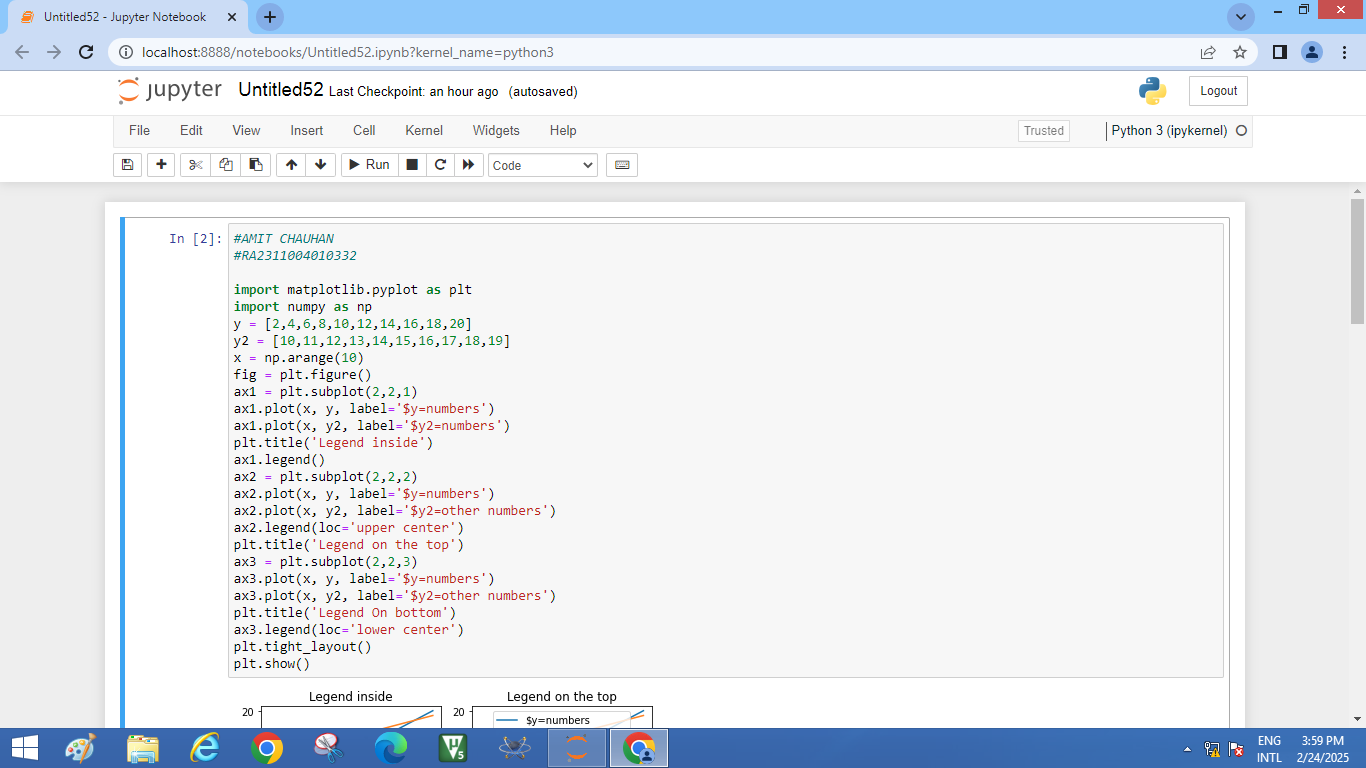 Untitled52 - Jupyter Notebook
localhost:8888/notebooks/Untitled52.ipynb?kernel_name=python3
jupyter Untitled52 Last Checkpoint: an hour ago (autosaved)
Logout
File Edit View Insert Cell Kernel Widgets Help
Trusted
Python 3 (ipykernel)
Run
Code
In [2]:
#AMIT CHAUHAN
#RA2311004010332
import matplotlib.pyplot as plt
import numpy as np
y = [2,4,6,8,10,12,14,16,18,20]
y2 = [10,11,12,13,14,15,16,17,18,19]
x = np.arange(10)
fig = plt.figure()
ax1 = plt.subplot(2,2,1)
ax1.plot(x, y, label='$y=numbers')
ax1.plot(x, y2, label='$y2=numbers')
plt.title('Legend inside')
ax1.legend()
ax2 = plt.subplot(2,2,2)
ax2.plot(x, y, label='$y=numbers')
ax2.plot(x, y2, label='$y2=other numbers')
ax2.legend(loc='upper center')
plt.title('Legend on the top')
ax3 = plt.subplot(2,2,3)
ax3.plot(x, y, label='$y=numbers')
ax3.plot(x, y2, label='$y2=other numbers')
plt.title('Legend On bottom')
ax3.legend(loc='lower center')
plt.tight_layout()
plt.show()
Legend inside
Legend on the top
20
20
$y=numbers
5
ENG
INTL
3:59 PM
2/24/2025